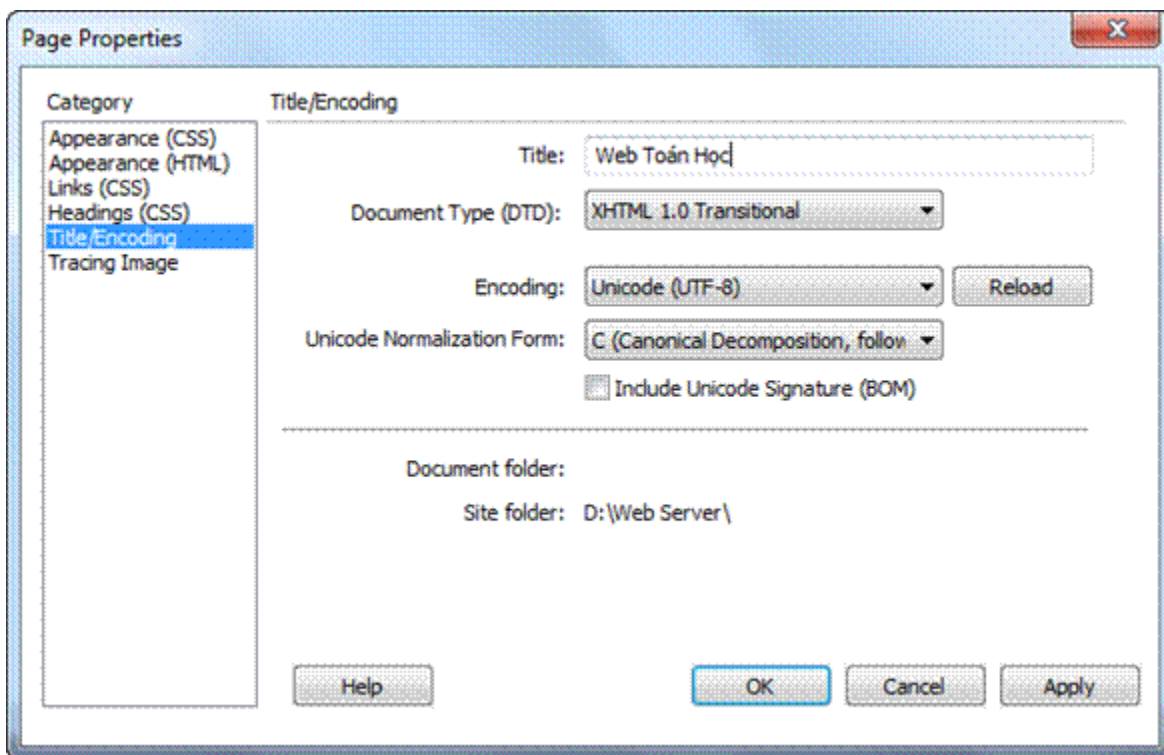 Page Properties
Category
Appearance (CSS)
Appearance (HTML)
Links (CSS)
Headings (CSS)
Title/Encoding
Tracing Image
Title/Encoding
Title: Web Toán Học
Document Type (DTD): XHTML 1.0 Transitional
Encoding: Unicode (UTF-8) Reload
Unicode Normalization Form: C (Canonical Decomposition, follow
Include Unicode Signature (BOM)
Document folder:
Site folder: D:\Web Server\
Help OK Cancel Apply